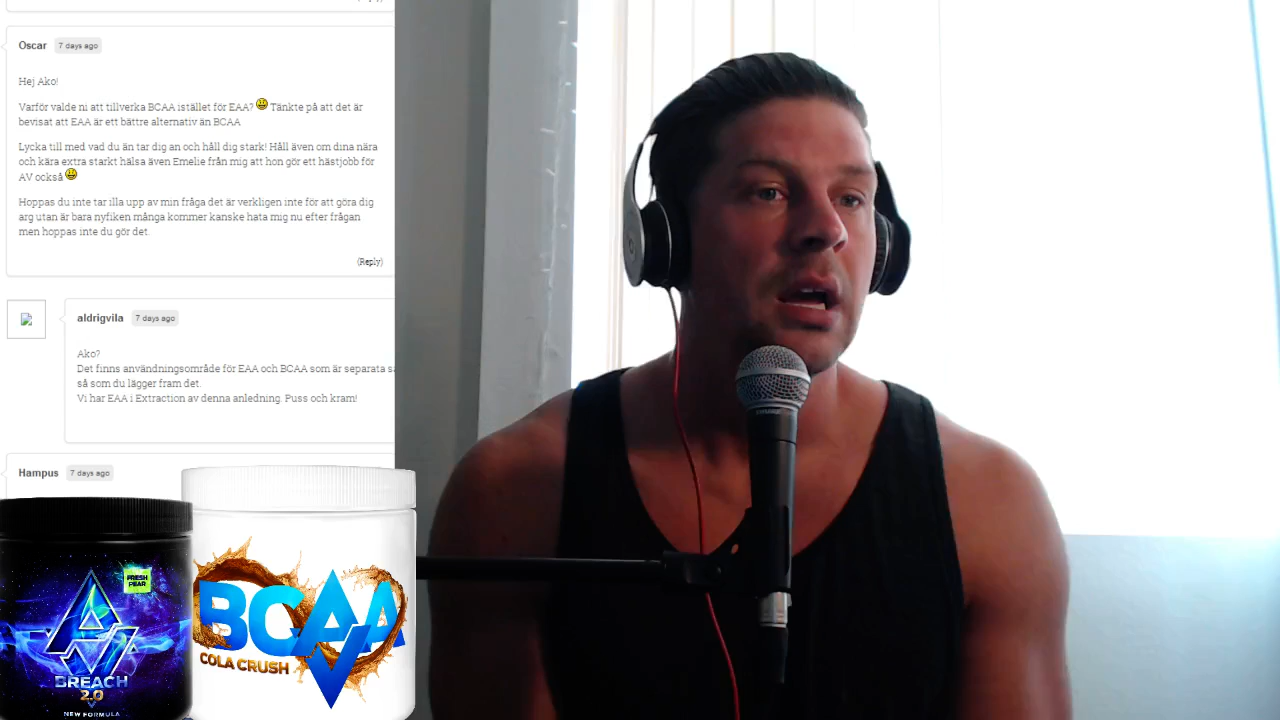 (Reply)
Oscar 7 days ago
Hej Ako!
Varför valde ni att tillverka BCAA istället för EAA? Tänkte på att det är
bevisat att EAA är ett bättre alternativ än BCAA
Lycka till med vad du än tar dig an och håll dig stark! Håll även om dina nära
och kära extra starkt hälsa även Emelie från mig att hon gör ett hästjobb för
AV också
Hoppas du inte tar illa upp av min fråga det är verkligen inte för att göra dig
arg utan är bara nyfiken många kommer kanske hata mig nu efter frågan
men hoppas inte du gör det.
(Reply)
aldrigvila 7 days ago
Ako?
Det finns användningsområde för EAA och BCAA som är separata
så som du lägger fram det.
Vi har EAA i Extraction av denna anledning. Puss och kram!
Hampus 7 days ago
FRESH
PEAR
AV
BREACH
2.0
NEW FORMULA
BCAA
COLA CRUSH
SHURE